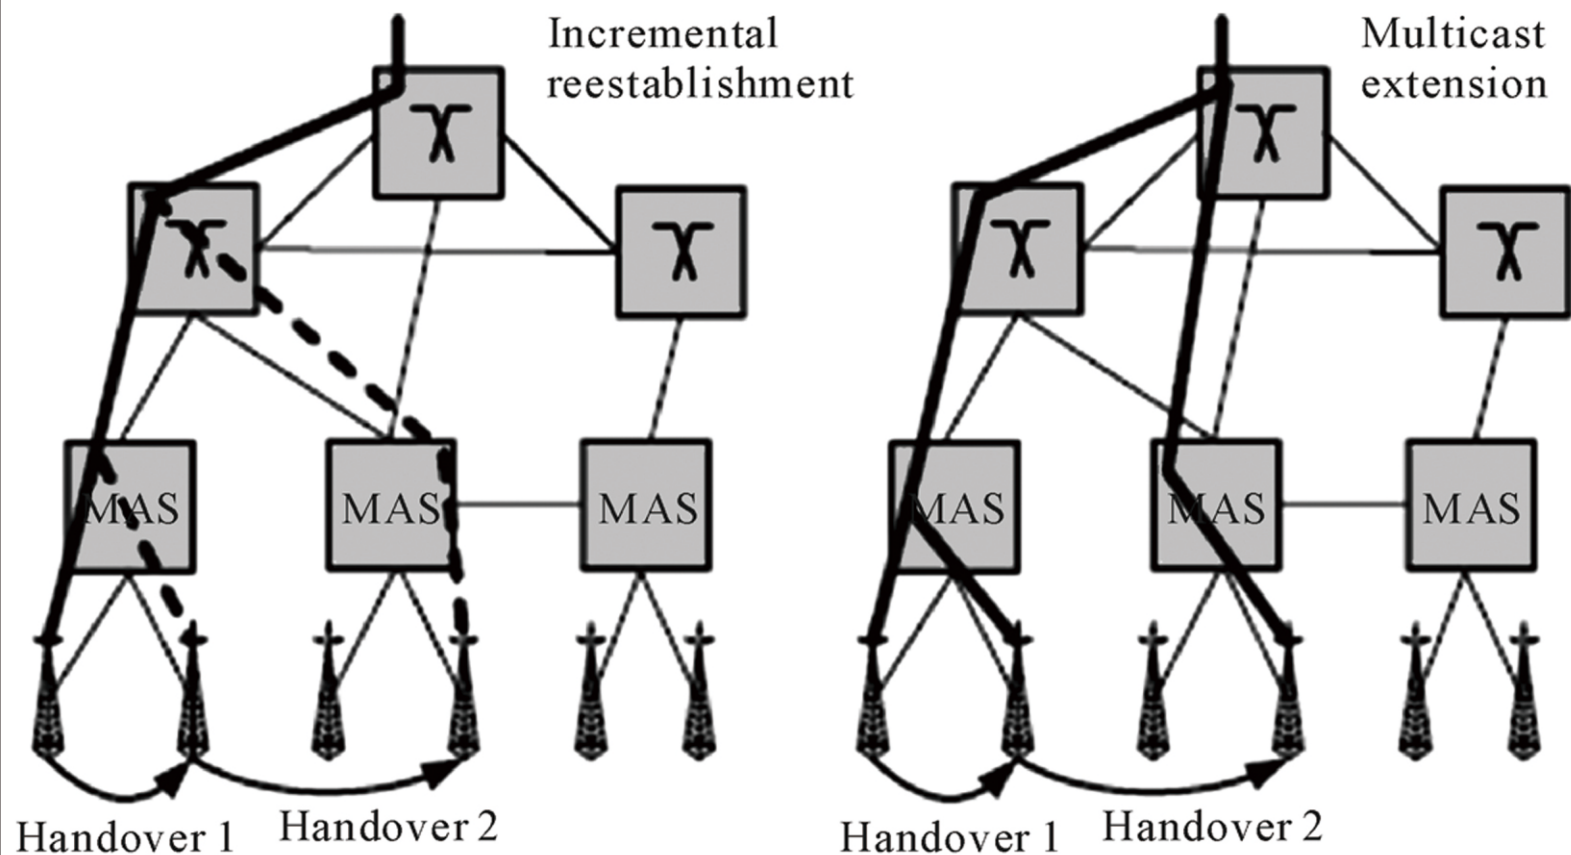 Incremental
reestablishment
Multicast
extension
MAS
MAS
MAS
MAS
MAS
MAS
Handover 1
Handover 2
Handover 1
Handover 2